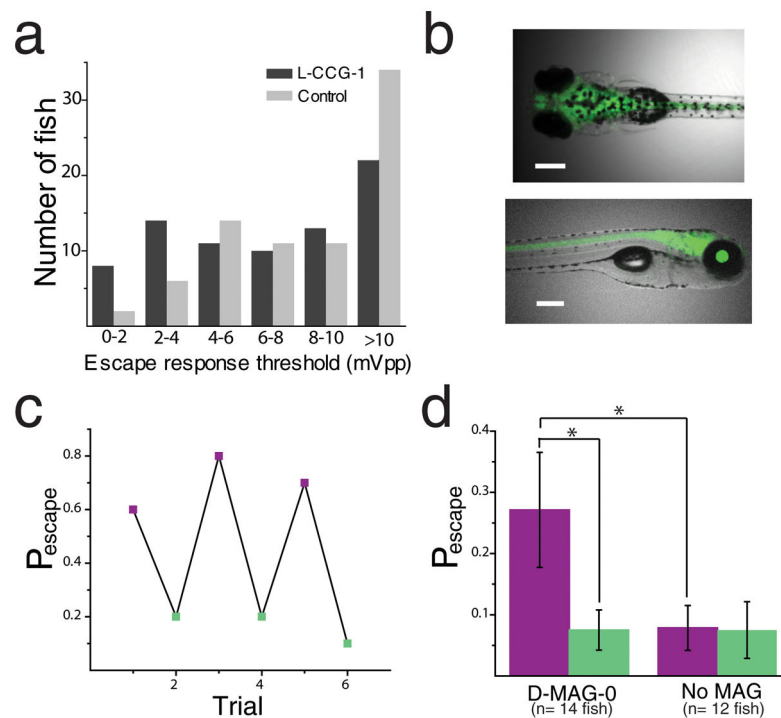 a
L-CCG-1
Control
Number of fish
30
20
10
0-2 2-4 4-6 6-8 8-10 >10
Escape response threshold (mVpp)
b
c
P escape
0.8
0.6
0.4
0.2
2 4 6
Trial
d
* *
P escape
0.4
0.3
0.2
0.1
D-MAG-0 No MAG
(n= 14 fish) (n= 12 fish)